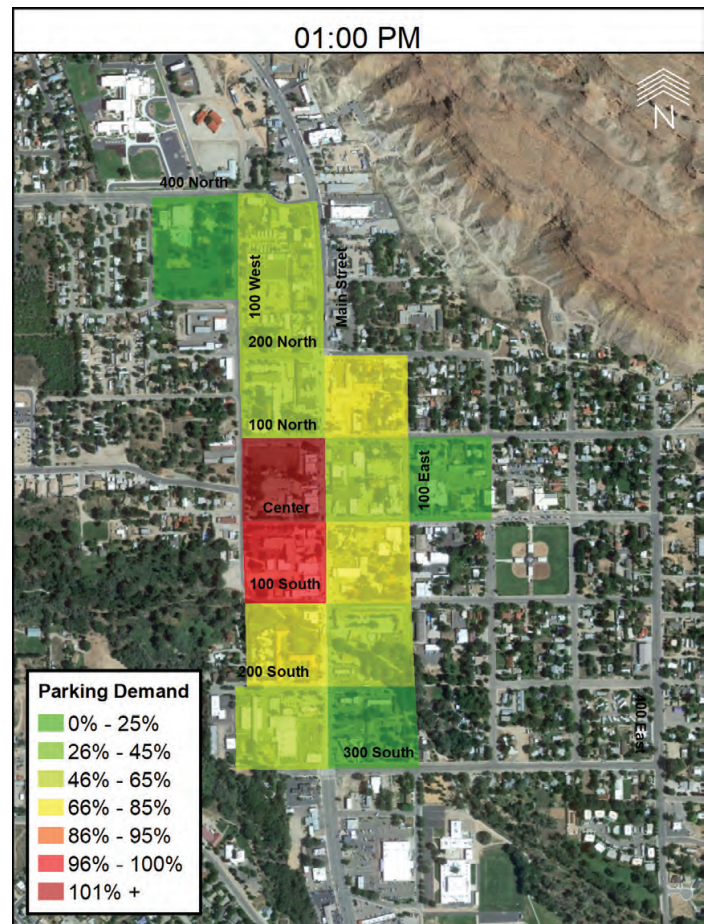 01:00 PM
N
400 North
100 West
Main Street
200 North
100 North
100 East
Center
100 South
200 South
300 South
400 East
Parking Demand
0% - 25%
26% - 45%
46% - 65%
66% - 85%
86% - 95%
96% - 100%
101% +